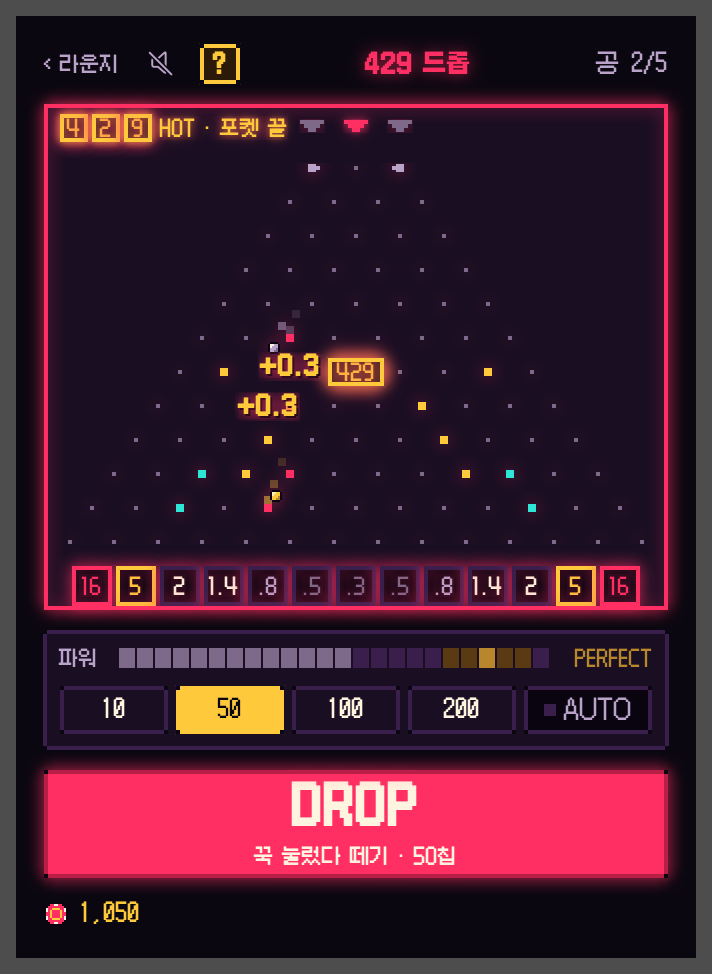 ‹ 라운지 ? 429 드롭 공 2/5
4 2 9 HOT · 포켓 끝
+0.3 429
+0.3
16 5 2 1.4 .8 .5 .3 .5 .8 1.4 2 5 16
파워 PERFECT
10 50 100 200 AUTO
DROP
꾹 눌렀다 떼기 · 50칩
1,050